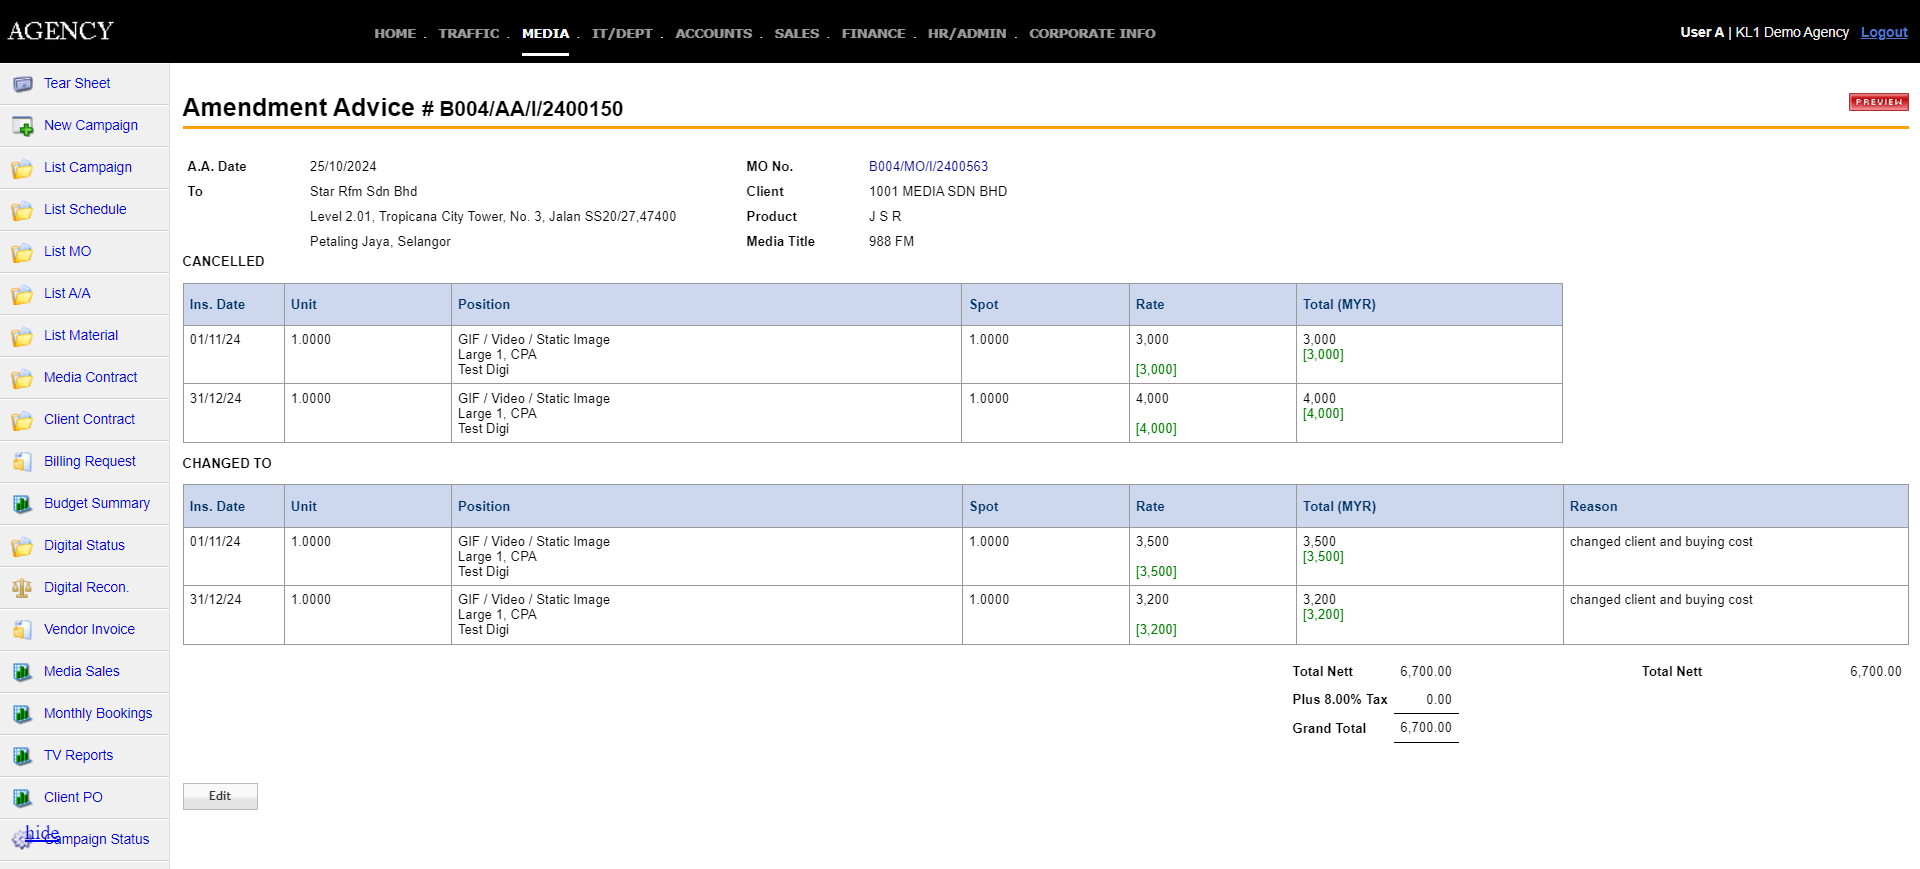 AGENCY
HOME . TRAFFIC . MEDIA . IT/DEPT . ACCOUNTS . SALES . FINANCE . HR/ADMIN . CORPORATE INFO
User A | KL1 Demo Agency Logout
Tear Sheet
New Campaign
List Campaign
List Schedule
List MO
List A/A
List Material
Media Contract
Client Contract
Billing Request
Budget Summary
Digital Status
Digital Recon.
Vendor Invoice
Media Sales
Monthly Bookings
TV Reports
Client PO
hide
Campaign Status
Amendment Advice # B004/AA/I/2400150
PREVIEW
A.A. Date 25/10/2024 MO No. B004/MO/I/2400563
To Star Rfm Sdn Bhd Client 1001 MEDIA SDN BHD
Level 2.01, Tropicana City Tower, No. 3, Jalan SS20/27,47400 Product J S R
Petaling Jaya, Selangor Media Title 988 FM
CANCELLED
Ins. Date Unit Position Spot Rate Total (MYR)
01/11/24 1.0000 GIF / Video / Static Image 1.0000 3,000 3,000
Large 1, CPA [3,000]
Test Digi [3,000]
31/12/24 1.0000 GIF / Video / Static Image 1.0000 4,000 4,000
Large 1, CPA [4,000]
Test Digi [4,000]
CHANGED TO
Ins. Date Unit Position Spot Rate Total (MYR) Reason
01/11/24 1.0000 GIF / Video / Static Image 1.0000 3,500 3,500 changed client and buying cost
Large 1, CPA [3,500]
Test Digi [3,500]
31/12/24 1.0000 GIF / Video / Static Image 1.0000 3,200 3,200 changed client and buying cost
Large 1, CPA [3,200]
Test Digi [3,200]
Total Nett 6,700.00 Total Nett 6,700.00
Plus 8.00% Tax 0.00
Grand Total 6,700.00
Edit